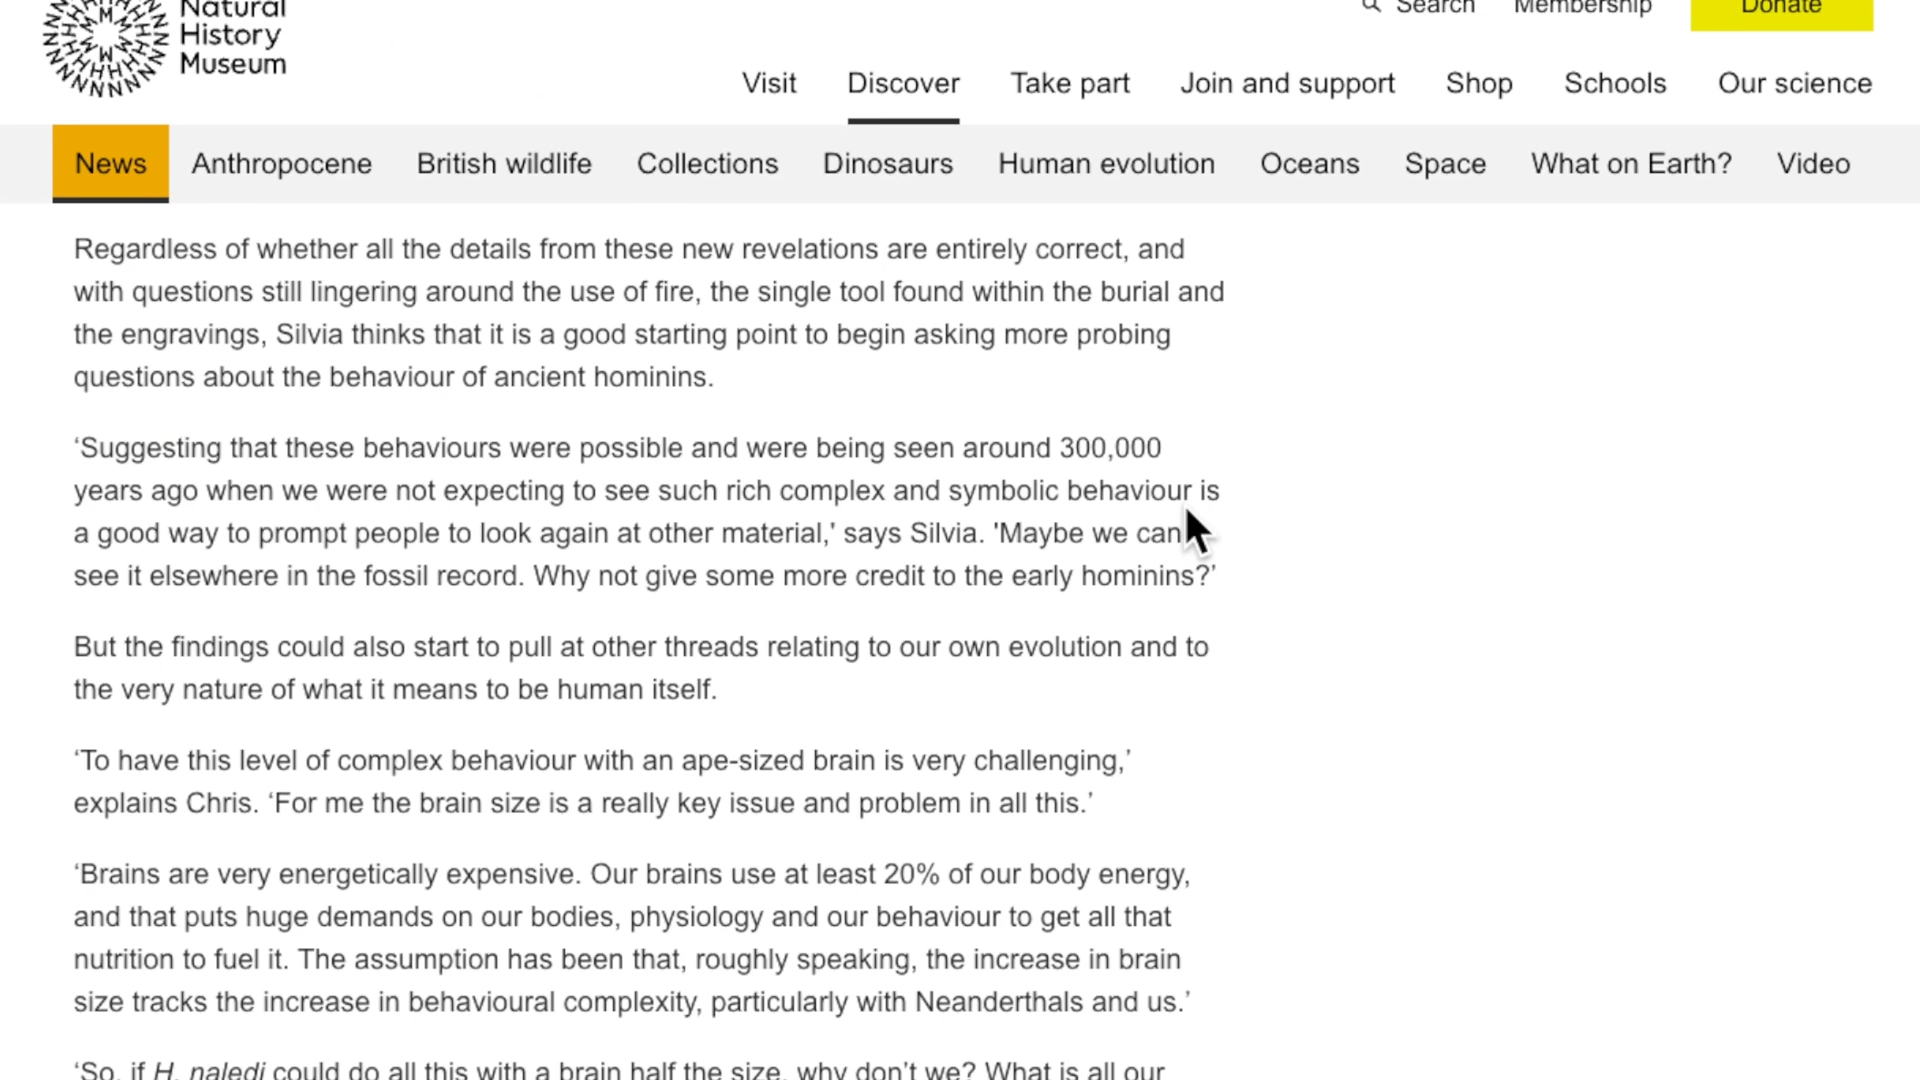 Natural
History
Museum
Search Membership Donate
Visit Discover Take part Join and support Shop Schools Our science
News Anthropocene British wildlife Collections Dinosaurs Human evolution Oceans Space What on Earth? Video
Regardless of whether all the details from these new revelations are entirely correct, and
with questions still lingering around the use of fire, the single tool found within the burial and
the engravings, Silvia thinks that it is a good starting point to begin asking more probing
questions about the behaviour of ancient hominins.
‘Suggesting that these behaviours were possible and were being seen around 300,000
years ago when we were not expecting to see such rich complex and symbolic behaviour is
a good way to prompt people to look again at other material,' says Silvia. 'Maybe we can
see it elsewhere in the fossil record. Why not give some more credit to the early hominins?’
But the findings could also start to pull at other threads relating to our own evolution and to
the very nature of what it means to be human itself.
‘To have this level of complex behaviour with an ape-sized brain is very challenging,’
explains Chris. ‘For me the brain size is a really key issue and problem in all this.’
‘Brains are very energetically expensive. Our brains use at least 20% of our body energy,
and that puts huge demands on our bodies, physiology and our behaviour to get all that
nutrition to fuel it. The assumption has been that, roughly speaking, the increase in brain
size tracks the increase in behavioural complexity, particularly with Neanderthals and us.’
‘So, if H. naledi could do all this with a brain half the size, why don’t we? What is all our